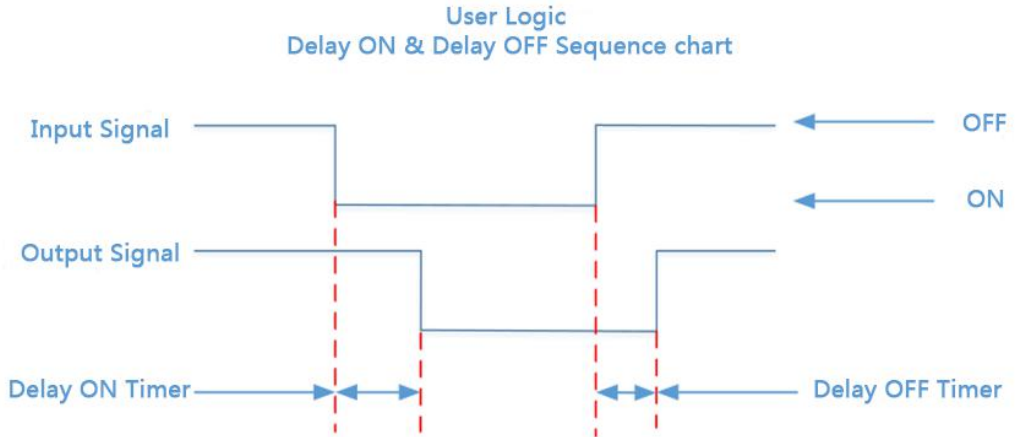 User Logic
Delay ON & Delay OFF Sequence chart
Input Signal
OFF
ON
Output Signal
Delay ON Timer
Delay OFF Timer